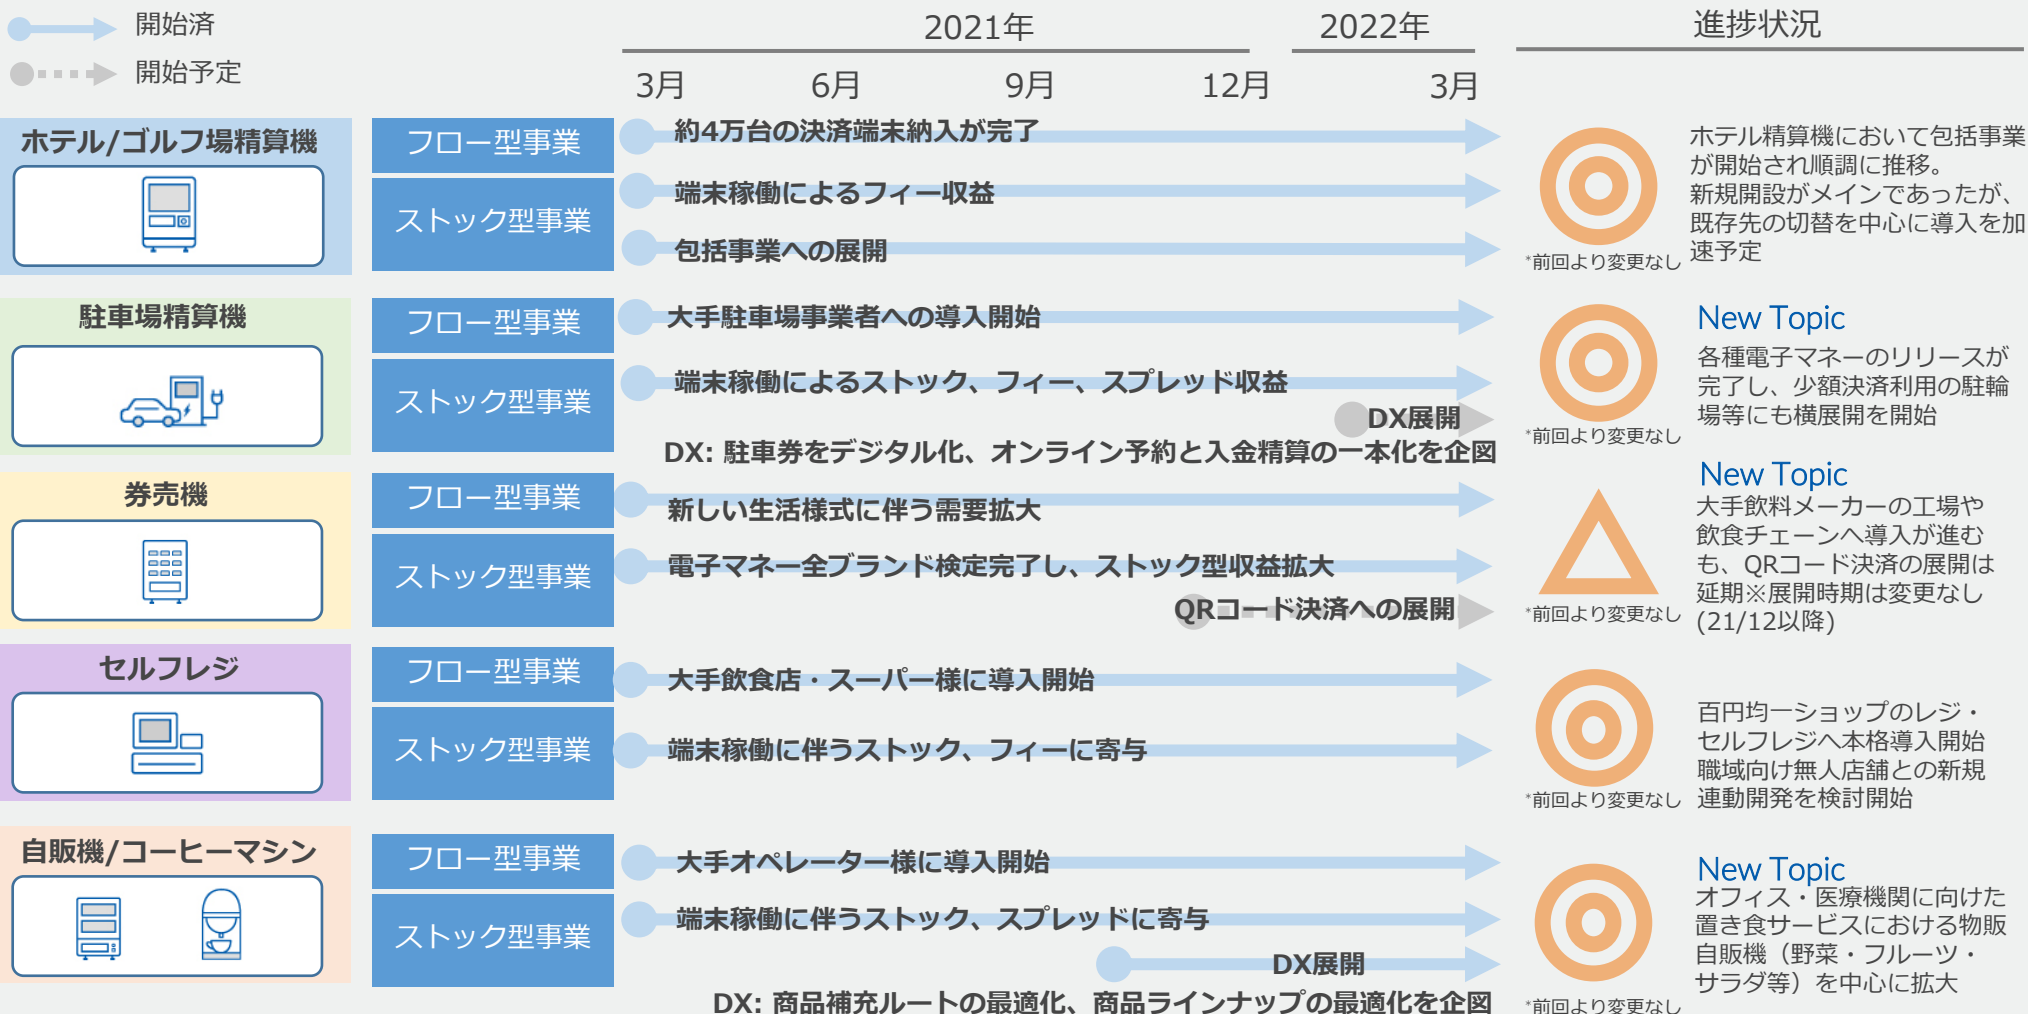 開始済
開始予定
2021年
2022年
進捗状況
3月
6月
9月
12月
3月
ホテル/ゴルフ場精算機
フロー型事業
約4万台の決済端末納入が完了
ストック型事業
端末稼働によるフィー収益
包括事業への展開
*前回より変更なし
ホテル精算機において包括事業
が開始され順調に推移。
新規開設がメインであったが、
既存先の切替を中心に導入を加
速予定
駐車場精算機
フロー型事業
大手駐車場事業者への導入開始
ストック型事業
端末稼働によるストック、フィー、スプレッド収益
DX展開
DX: 駐車券をデジタル化、オンライン予約と入金精算の一本化を企図
*前回より変更なし
New Topic
各種電子マネーのリリースが
完了し、少額決済利用の駐輪
場等にも横展開を開始
券売機
フロー型事業
新しい生活様式に伴う需要拡大
ストック型事業
電子マネー全ブランド検定完了し、ストック型収益拡大
QRコード決済への展開
*前回より変更なし
New Topic
大手飲料メーカーの工場や
飲食チェーンへ導入が進む
も、QRコード決済の展開は
延期※展開時期は変更なし
(21/12以降)
セルフレジ
フロー型事業
大手飲食店・スーパー様に導入開始
ストック型事業
端末稼働に伴うストック、フィーに寄与
*前回より変更なし
百円均一ショップのレジ・
セルフレジへ本格導入開始
職域向け無人店舗との新規
連動開発を検討開始
自販機/コーヒーマシン
フロー型事業
大手オペレーター様に導入開始
ストック型事業
端末稼働に伴うストック、スプレッドに寄与
DX展開
DX: 商品補充ルートの最適化、商品ラインナップの最適化を企図
*前回より変更なし
New Topic
オフィス・医療機関に向けた
置き食サービスにおける物販
自販機（野菜・フルーツ・
サラダ等）を中心に拡大